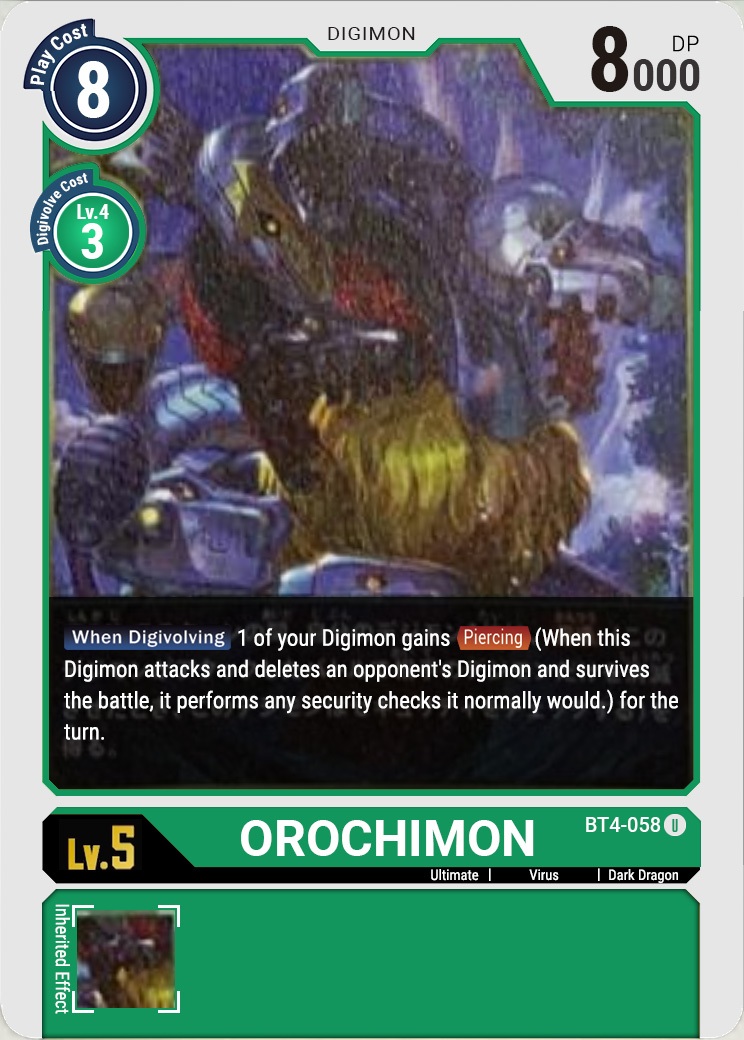 DIGIMON
Play Cost
8
DP
8000
Digivolve Cost
Lv.4
3
When Digivolving 1 of your Digimon gains Piercing (When this
Digimon attacks and deletes an opponent's Digimon and survives
the battle, it performs any security checks it normally would.) for the
turn.
Lv.5
OROCHIMON
BT4-058 U
Ultimate | Virus | Dark Dragon
Inherited Effect